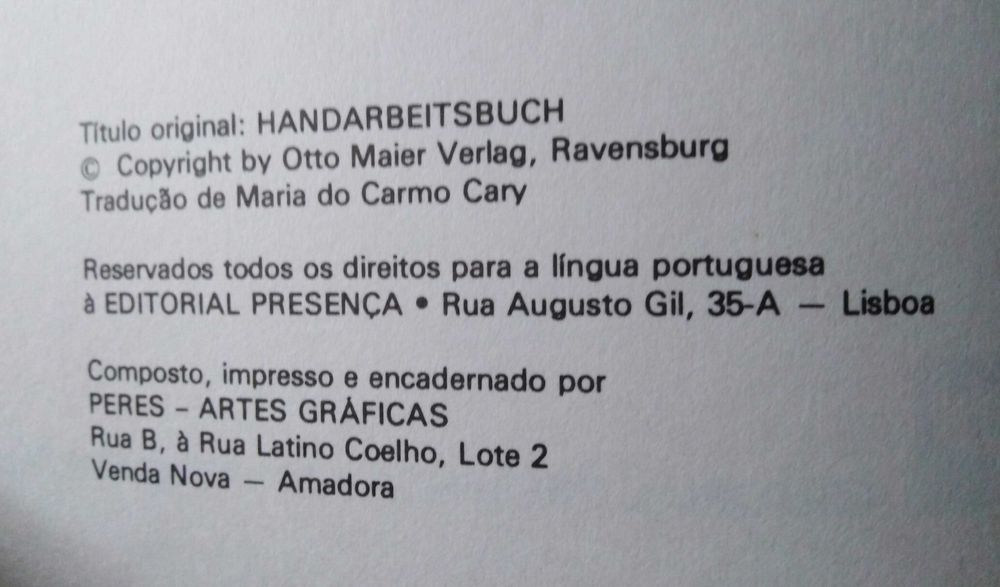 Título original: HANDARBEITSBUCH
© Copyright by Otto Maier Verlag, Ravensburg
Tradução de Maria do Carmo Cary
Reservados todos os direitos para a língua portuguesa
à EDITORIAL PRESENÇA • Rua Augusto Gil, 35-A — Lisboa
Composto, impresso e encadernado por
PERES – ARTES GRÁFICAS
Rua B, à Rua Latino Coelho, Lote 2
Venda Nova — Amadora